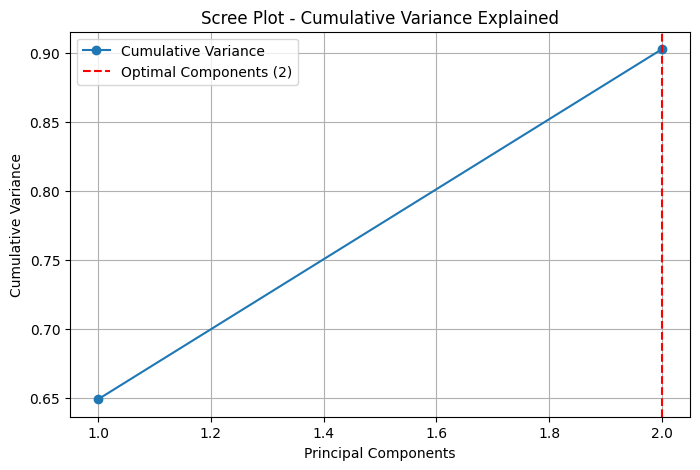 Scree Plot - Cumulative Variance Explained
Cumulative Variance
Optimal Components (2)
Cumulative Variance
0.90
0.85
0.80
0.75
0.70
0.65
1.0 1.2 1.4 1.6 1.8 2.0
Principal Components